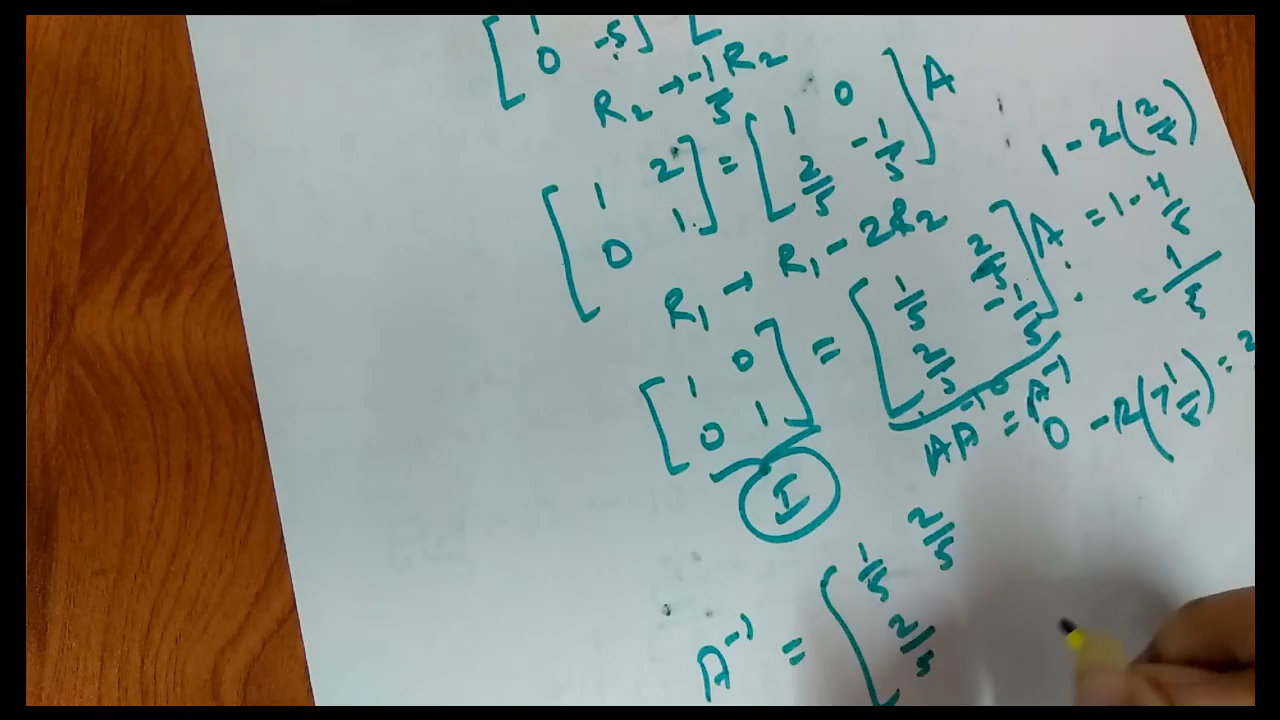 [ 1
0 -5 ] [
R2 → -1/5 R2
[ 1 2
0 1 ] = [ 1 0
2/5 -1/5 ] A
R1 → R1 - 2R2
[ 1 0
0 1 ] = [ 1/5 2/5
2/5 -1/5 ] A
I
AA⁻¹ =
A⁻¹ = [ 1/5 2/5
2/5
1 - 2(2/5)
= 1 - 4/5
= 1/5
0 - 2(-1/5) = 2